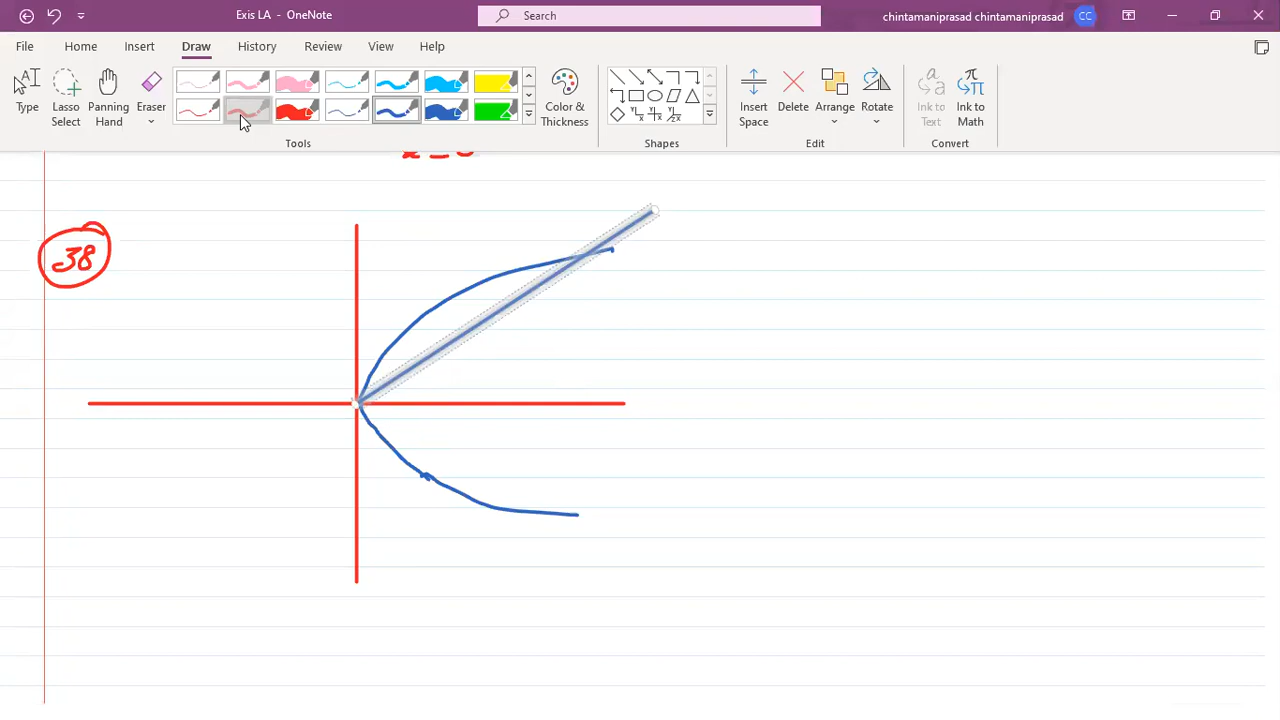 Exis LA - OneNote
Search
chintamaniprasad chintamaniprasad
CC
File
Home
Insert
Draw
History
Review
View
Help
Type
Lasso Select
Panning Hand
Eraser
Color & Thickness
Insert Space
Delete
Arrange
Rotate
Ink to Text
Ink to Math
Tools
Shapes
Edit
Convert
38